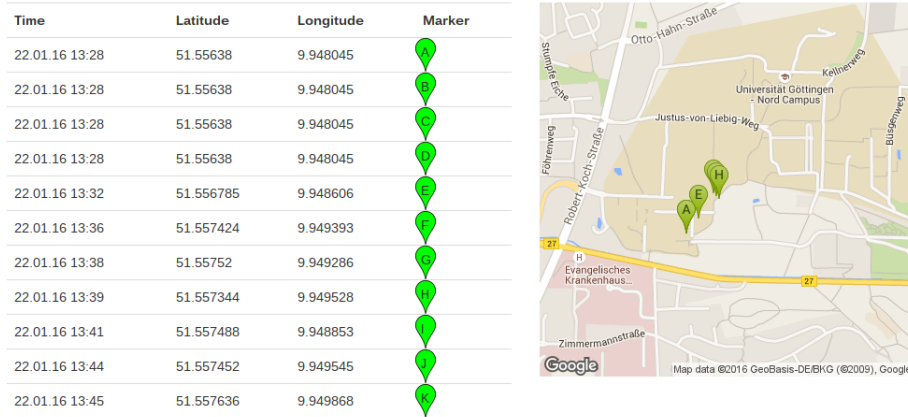 Time Latitude Longitude Marker
22.01.16 13:28 51.55638 9.948045 A
22.01.16 13:28 51.55638 9.948045 B
22.01.16 13:28 51.55638 9.948045 C
22.01.16 13:28 51.55638 9.948045 D
22.01.16 13:32 51.556785 9.948606 E
22.01.16 13:36 51.557424 9.949393 F
22.01.16 13:38 51.55752 9.949286 G
22.01.16 13:39 51.557344 9.949528 H
22.01.16 13:41 51.557488 9.948853 I
22.01.16 13:44 51.557452 9.949545 J
22.01.16 13:45 51.557636 9.949868 K
Otto-Hahn-Straße
Stumpfe Eiche
Kellnerweg
Universität Göttingen
- Nord Campus
Justus-von-Liebig-Weg
Büsgenweg
Föhrenweg
Robert-Koch-Straße
H
E
A
27
H
Evangelisches
Krankenhaus...
27
Zimmermannstraße
Google
Map data ©2016 GeoBasis-DE/BKG (©2009), Google